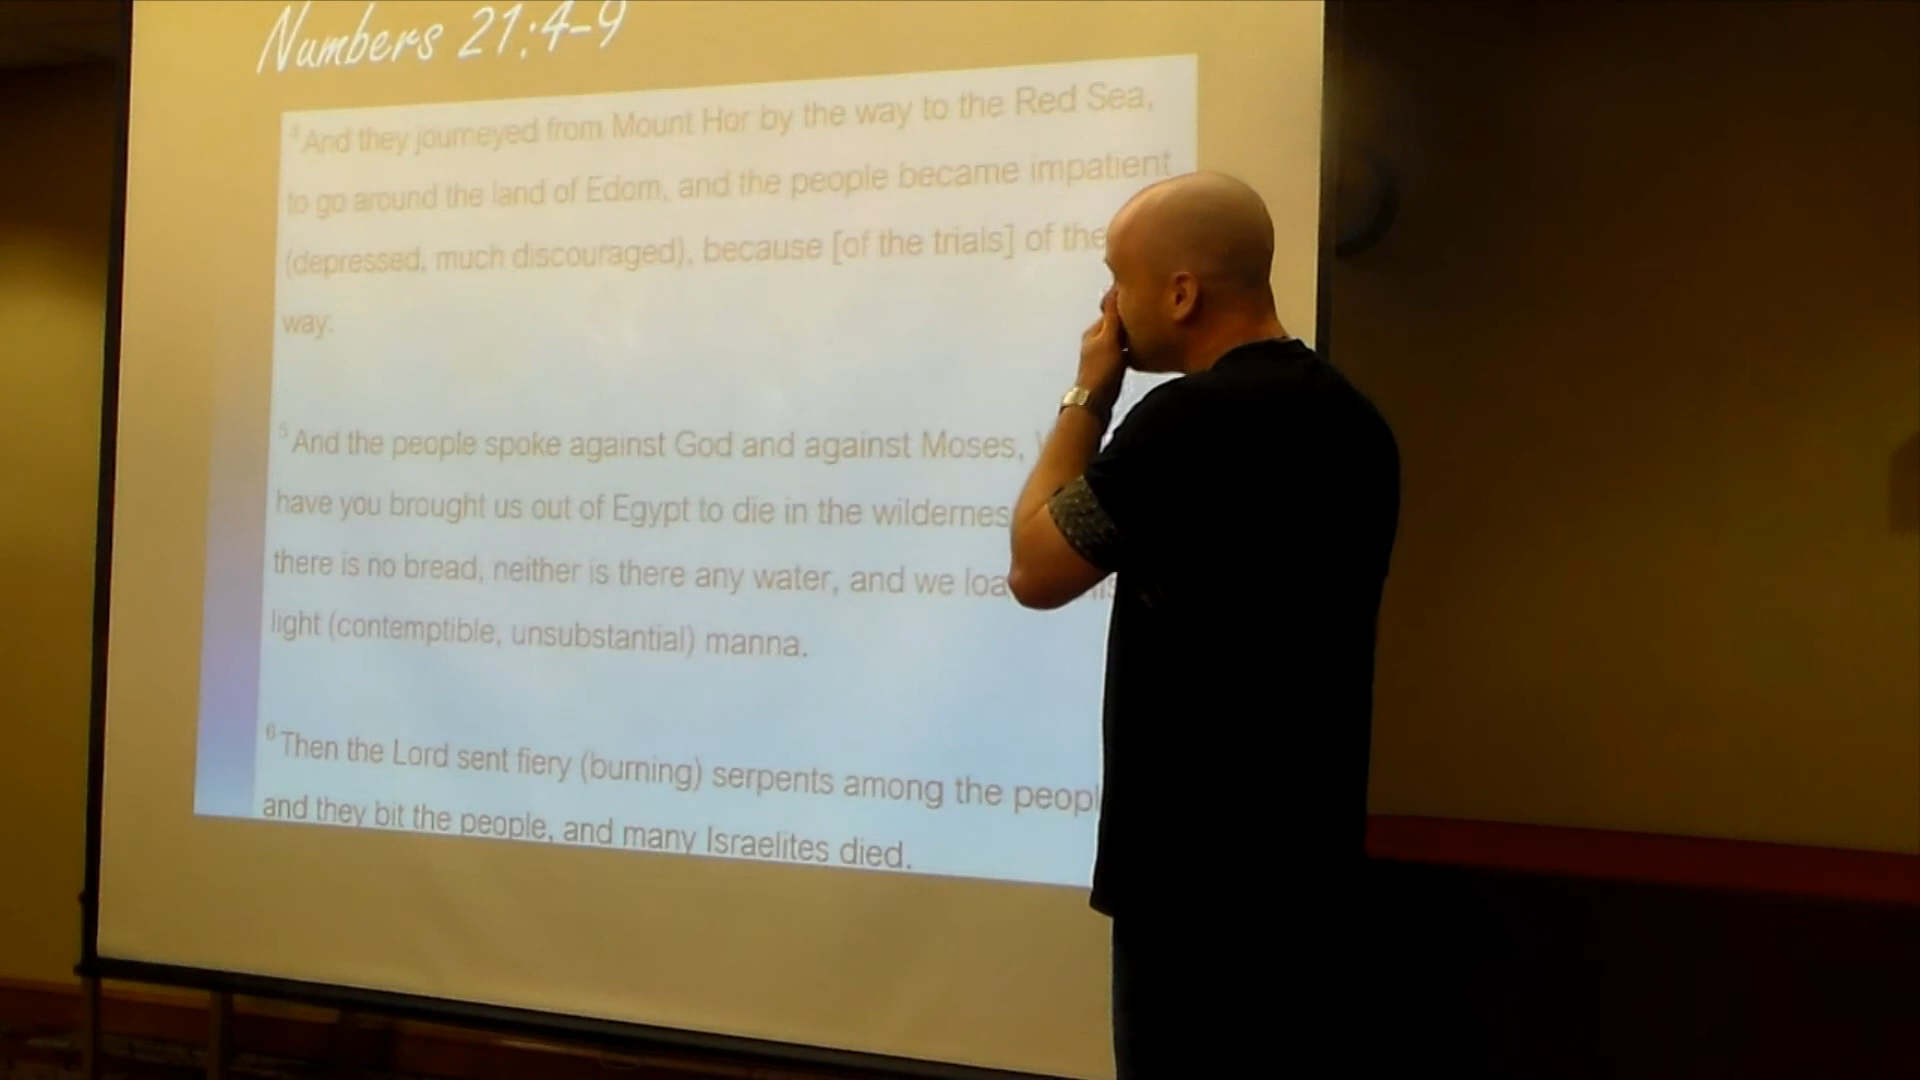 Numbers 21:4-9
4 And they journeyed from Mount Hor by the way to the Red Sea,
to go around the land of Edom, and the people became impatient
(depressed, much discouraged), because [of the trials] of the
way.
5 And the people spoke against God and against Moses,
have you brought us out of Egypt to die in the wildernes
there is no bread, neither is there any water, and we loa
light (contemptible, unsubstantial) manna.
6 Then the Lord sent fiery (burning) serpents among the peopl
and they bit the people, and many Israelites died.